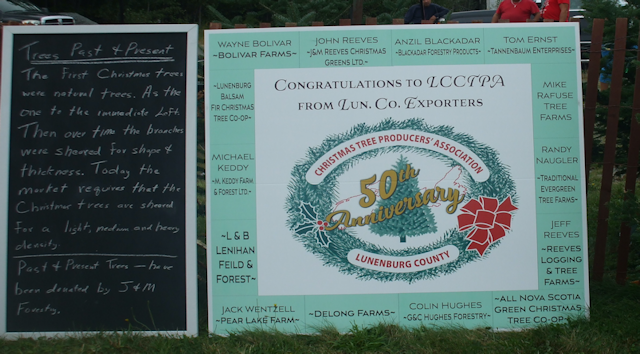 Trees Past & Present
The First Christmas trees
were natural trees. As the
one to the immediate Left.
Then over time the branches
were sheared for shape &
thickness. Today the
market requires that the
Christmas trees are sheared
for a light, medium and heavy
density.
Past & Present Trees – have
been donated by J & M
Forestry.
Wayne Bolivar
~Bolivar Farms~
John Reeves
~J&M Reeves Christmas
Greens Ltd.~
Anzil Blackadar
~Blackadar Forestry Products~
Tom Ernst
~Tannenbaum Enterprises~
~Lunenburg
Balsam
Fir Christmas
Tree Co-op~
Michael
Keddy
~M. Keddy Farm
& Forest Ltd.~
~L & B
Lenihan
Feild &
Forest~
Congratulations to LCCTPA
from Lun. Co. Exporters
Christmas Tree Producers' Association
50th
Anniversary
Lunenburg County
Mike
Rafuse
Tree
Farms
Randy
Naugler
~Traditional
Evergreen
Tree Farms~
Jeff
Reeves
~Reeves
Logging
& Tree
Farms~
Jack Wentzell
~Pear Lake Farm~
~Delong Farms~
Colin Hughes
~G&C Hughes Forestry~
~All Nova Scotia
Green Christmas
Tree Co-op~